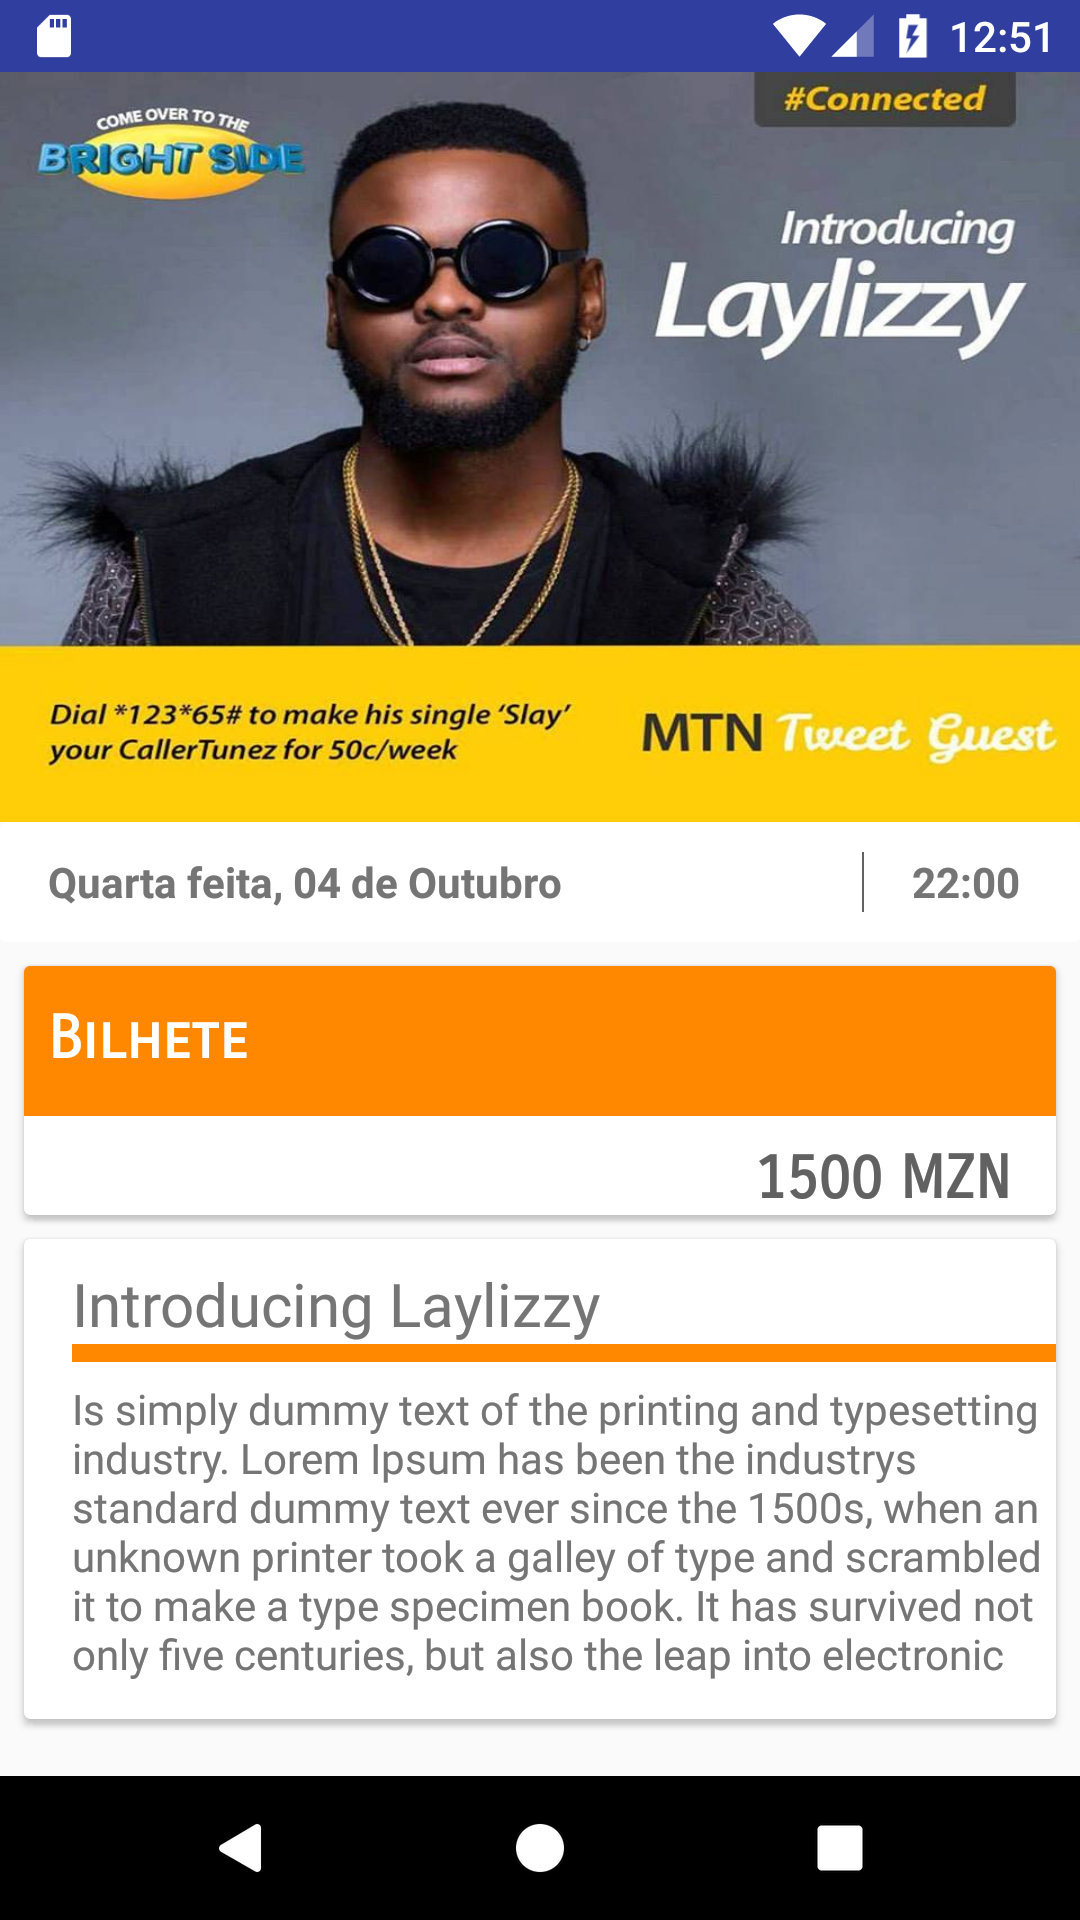 12:51
#Connected
COME OVER TO THE
BRIGHT SIDE
Introducing
Laylizzy
Dial *123*65# to make his single ‘Slay’
your CallerTunez for 50c/week
MTN Tweet Guest
Quarta feita, 04 de Outubro
22:00
BILHETE
1500 MZN
Introducing Laylizzy
Is simply dummy text of the printing and typesetting
industry. Lorem Ipsum has been the industrys
standard dummy text ever since the 1500s, when an
unknown printer took a galley of type and scrambled
it to make a type specimen book. It has survived not
only five centuries, but also the leap into electronic